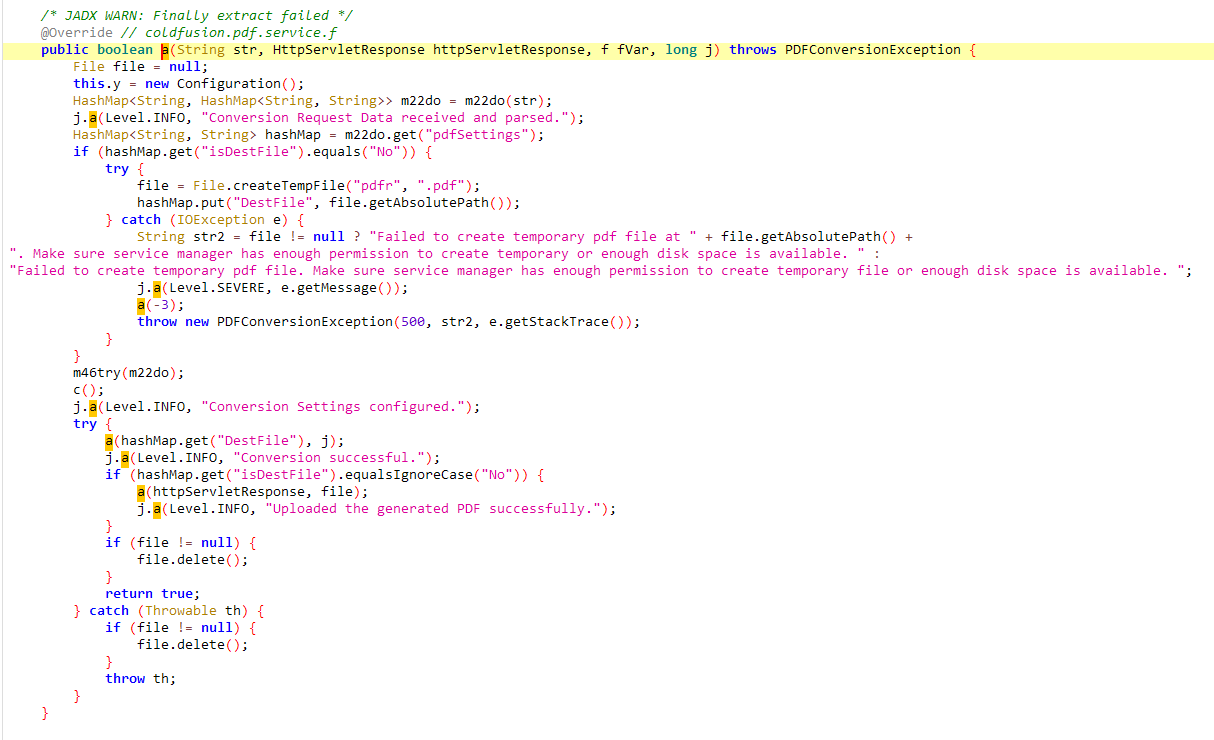 /* JADX WARN: Finally extract failed */
@Override // coldfusion.pdf.service.f
public boolean a(String str, HttpServletResponse httpServletResponse, f fVar, long j) throws PDFConversionException {
File file = null;
this.y = new Configuration();
HashMap<String, HashMap<String, String>> m22do = m22do(str);
j.a(Level.INFO, "Conversion Request Data received and parsed.");
HashMap<String, String> hashMap = m22do.get("pdfSettings");
if (hashMap.get("isDestFile").equals("No")) {
try {
file = File.createTempFile("pdfr", ".pdf");
hashMap.put("DestFile", file.getAbsolutePath());
} catch (IOException e) {
String str2 = file != null ? "Failed to create temporary pdf file at " + file.getAbsolutePath() +
". Make sure service manager has enough permission to create temporary or enough disk space is available. " :
"Failed to create temporary pdf file. Make sure service manager has enough permission to create temporary file or enough disk space is available. ";
j.a(Level.SEVERE, e.getMessage());
a(-3);
throw new PDFConversionException(500, str2, e.getStackTrace());
}
}
m46try(m22do);
c();
j.a(Level.INFO, "Conversion Settings configured.");
try {
a(hashMap.get("DestFile"), j);
j.a(Level.INFO, "Conversion successful.");
if (hashMap.get("isDestFile").equalsIgnoreCase("No")) {
a(httpServletResponse, file);
j.a(Level.INFO, "Uploaded the generated PDF successfully.");
}
if (file != null) {
file.delete();
}
return true;
} catch (Throwable th) {
if (file != null) {
file.delete();
}
throw th;
}
}